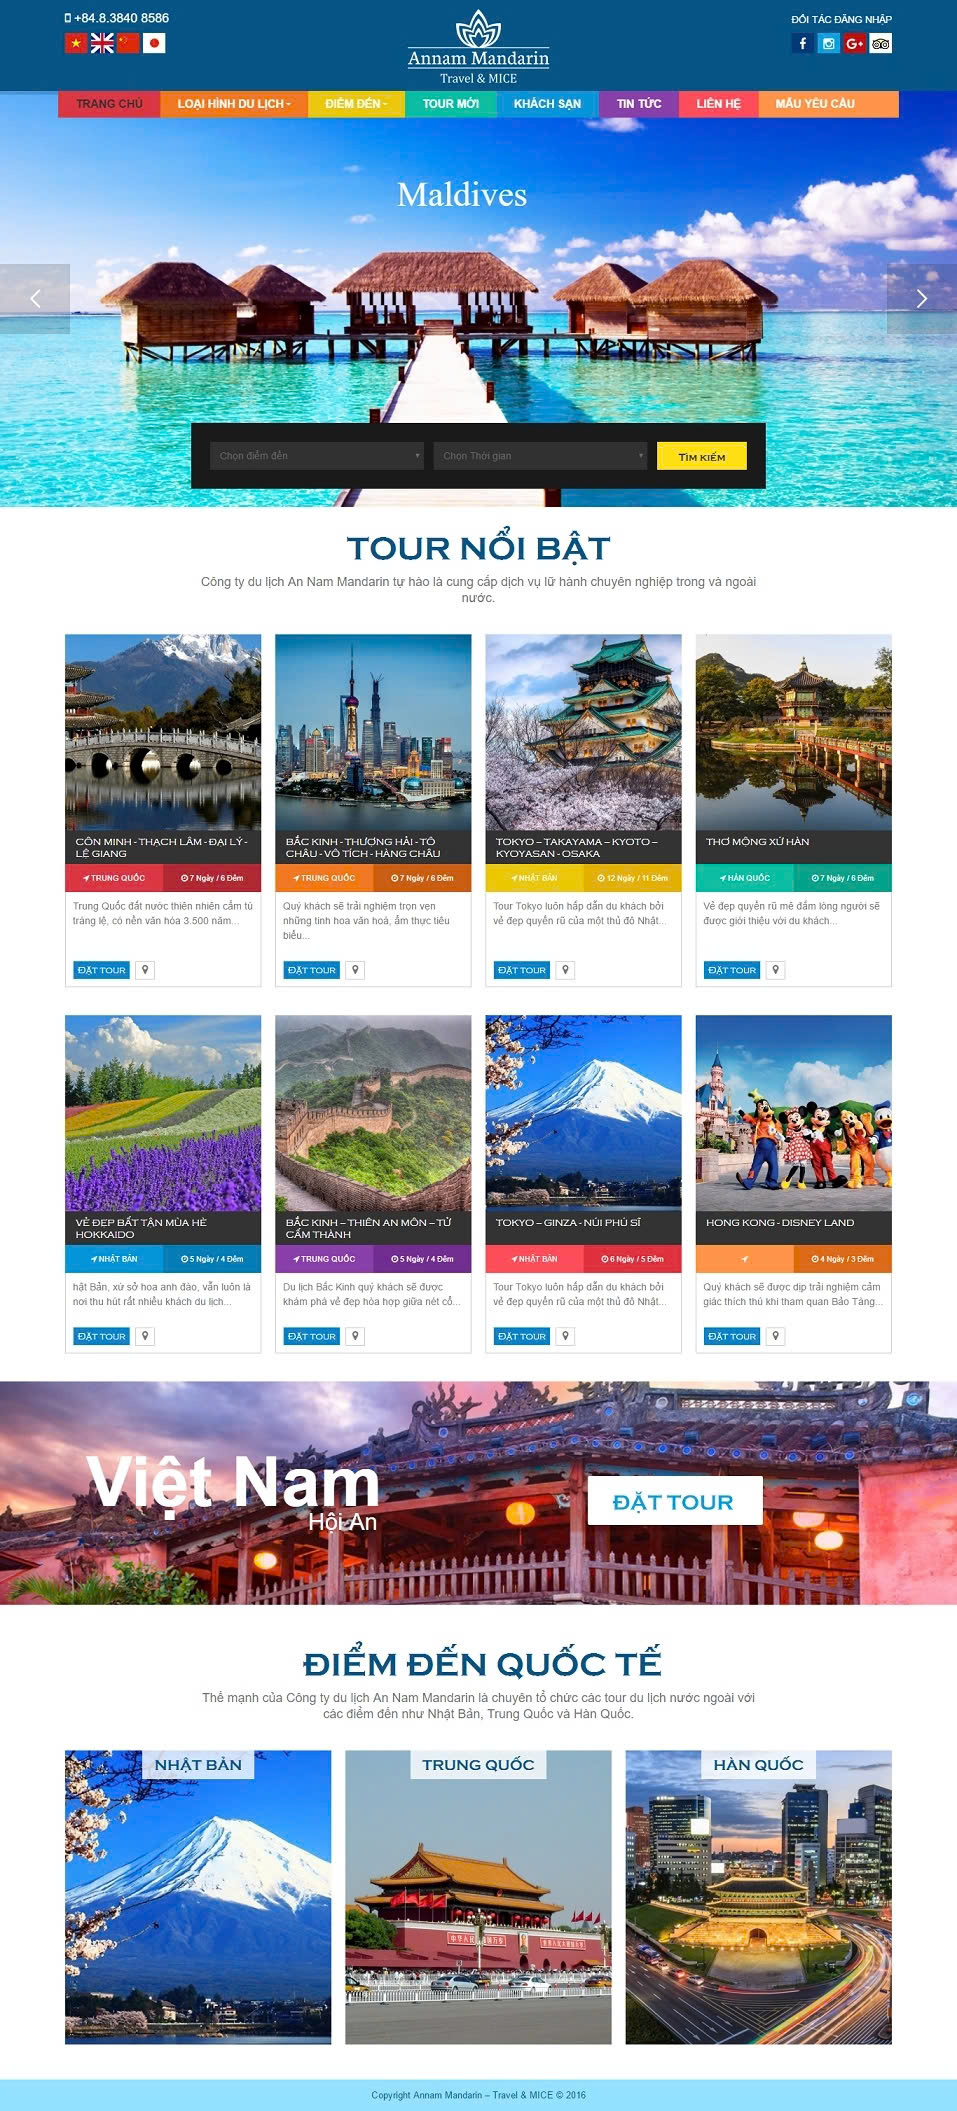 +84.8.3840 8586
ĐỐI TÁC ĐĂNG NHẬP
Annam Mandarin
Travel & MICE
TRANG CHỦ
LOẠI HÌNH DU LỊCH
ĐIỂM ĐẾN
TOUR MỚI
KHÁCH SẠN
TIN TỨC
LIÊN HỆ
MẪU YÊU CẦU
Maldives
Chọn điểm đến
Chọn Thời gian
TÌM KIẾM
TOUR NỔI BẬT
Công ty du lịch An Nam Mandarin tự hào là cung cấp dịch vụ lữ hành chuyên nghiệp trong và ngoài
nước.
CÔN MINH - THẠCH LÂM - ĐẠI LÝ -
LỆ GIANG
TRUNG QUỐC
7 Ngày / 6 Đêm
Trung Quốc đất nước thiên nhiên cẩm tú
tráng lệ, có nền văn hóa 3.500 năm...
ĐẶT TOUR
BẮC KINH - THƯỢNG HẢI - TÔ
CHÂU - VÔ TÍCH - HÀNG CHÂU
TRUNG QUỐC
7 Ngày / 6 Đêm
Quý khách sẽ trải nghiệm trọn vẹn
những tinh hoa văn hoá, ẩm thực tiêu
biểu...
ĐẶT TOUR
TOKYO – TAKAYAMA – KYOTO –
KYOYASAN - OSAKA
NHẬT BẢN
12 Ngày / 11 Đêm
Tour Tokyo luôn hấp dẫn du khách bởi
vẻ đẹp quyến rũ của một thủ đô Nhật...
ĐẶT TOUR
THƠ MỘNG XỨ HÀN
HÀN QUỐC
7 Ngày / 6 Đêm
Vẻ đẹp quyến rũ mê đắm lòng người sẽ
được giới thiệu với du khách...
ĐẶT TOUR
VẺ ĐẸP BẤT TẬN MÙA HÈ
HOKKAIDO
NHẬT BẢN
5 Ngày / 4 Đêm
hật Bản, xứ sở hoa anh đào, vẫn luôn là
nơi thu hút rất nhiều khách du lịch...
ĐẶT TOUR
BẮC KINH – THIÊN AN MÔN – TỬ
CẤM THÀNH
TRUNG QUỐC
5 Ngày / 4 Đêm
Du lịch Bắc Kinh quý khách sẽ được
khám phá vẻ đẹp hòa hợp giữa nét cổ...
ĐẶT TOUR
TOKYO – GINZA - NÚI PHÚ SĨ
NHẬT BẢN
6 Ngày / 5 Đêm
Tour Tokyo luôn hấp dẫn du khách bởi
vẻ đẹp quyến rũ của một thủ đô Nhật...
ĐẶT TOUR
HONG KONG - DISNEY LAND
4 Ngày / 3 Đêm
Quý khách sẽ được dịp trải nghiệm cảm
giác thích thú khi tham quan Bảo Tàng...
ĐẶT TOUR
Việt Nam
Hội An
ĐẶT TOUR
ĐIỂM ĐẾN QUỐC TẾ
Thế mạnh của Công ty du lịch An Nam Mandarin là chuyên tổ chức các tour du lịch nước ngoài với
các điểm đến như Nhật Bản, Trung Quốc và Hàn Quốc.
NHẬT BẢN
TRUNG QUỐC
HÀN QUỐC
Copyright Annam Mandarin – Travel & MICE © 2016